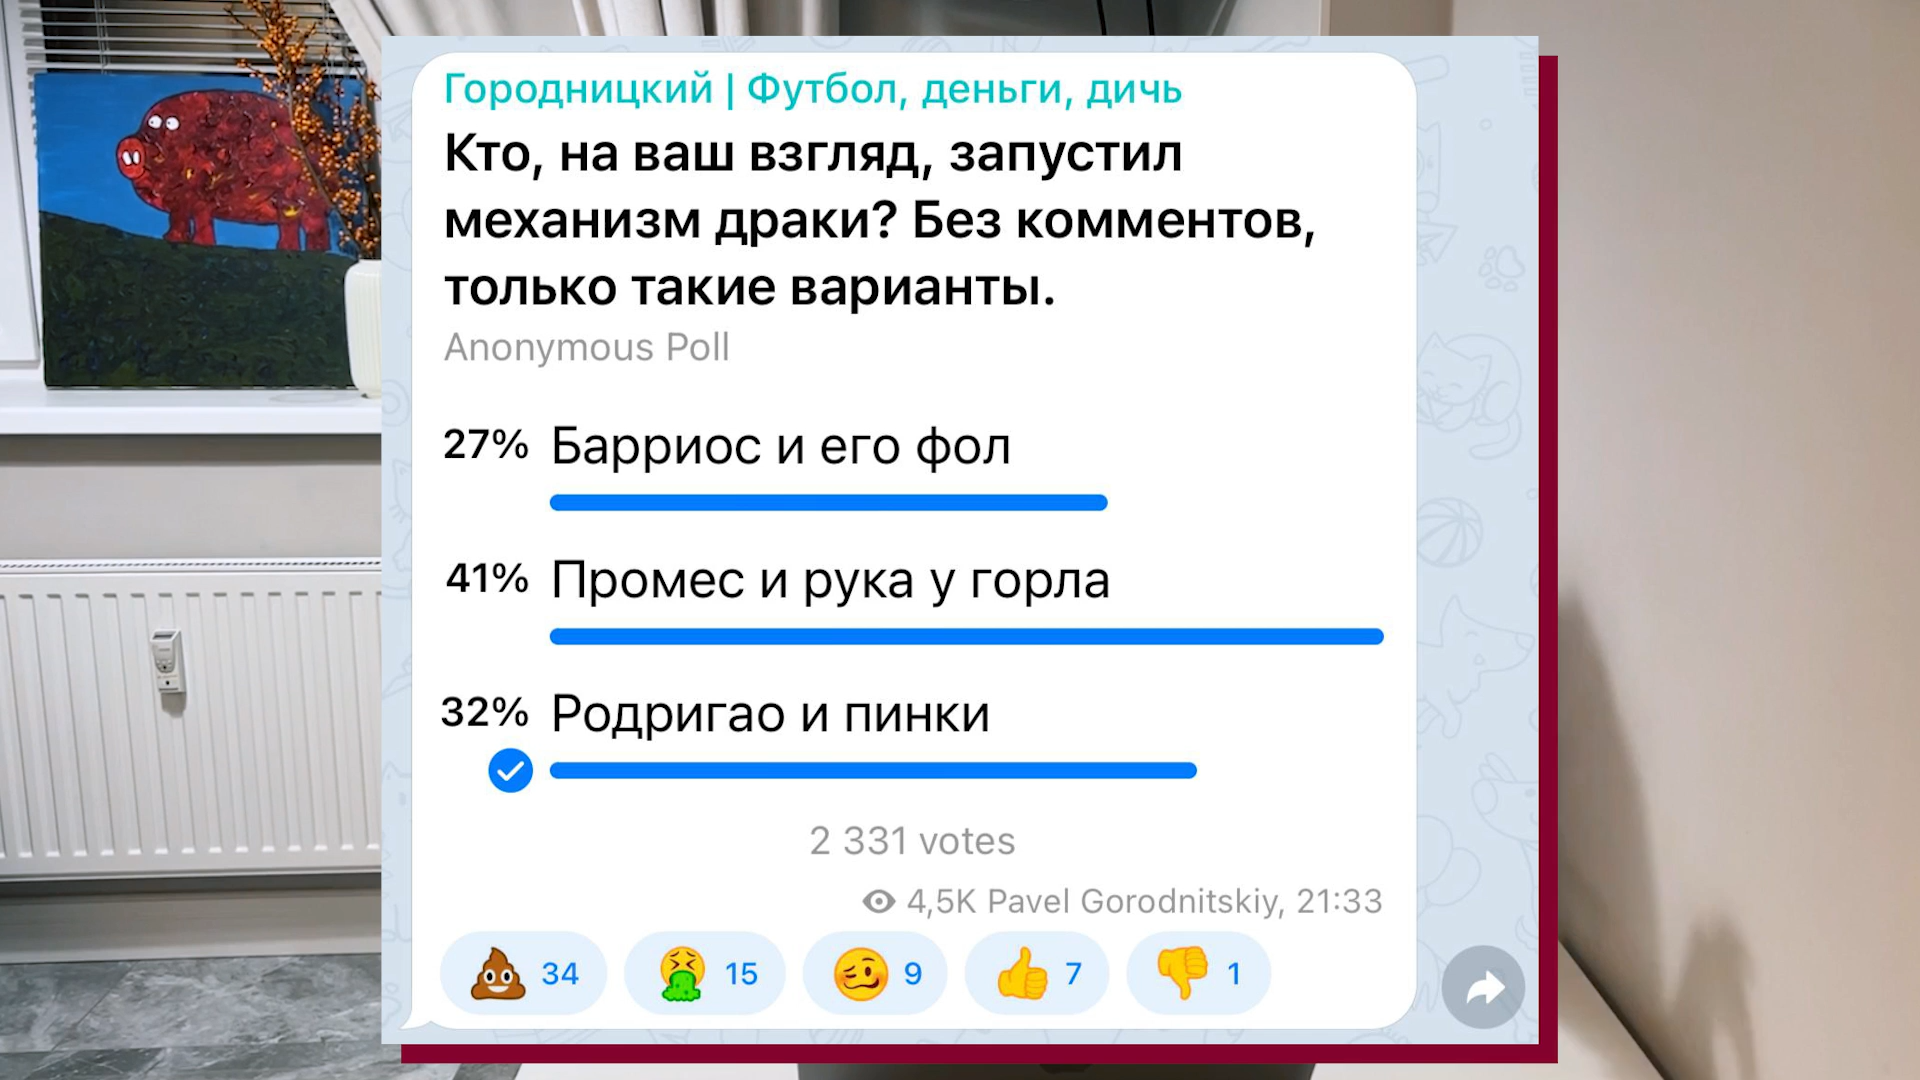 Городницкий | Футбол, деньги, дичь
Кто, на ваш взгляд, запустил
механизм драки? Без комментов,
только такие варианты.
Anonymous Poll
27% Барриос и его фол
41% Промес и рука у горла
32% Родригао и пинки
2 331 votes
4,5K Pavel Gorodnitskiy, 21:33
34 15 9 7 1